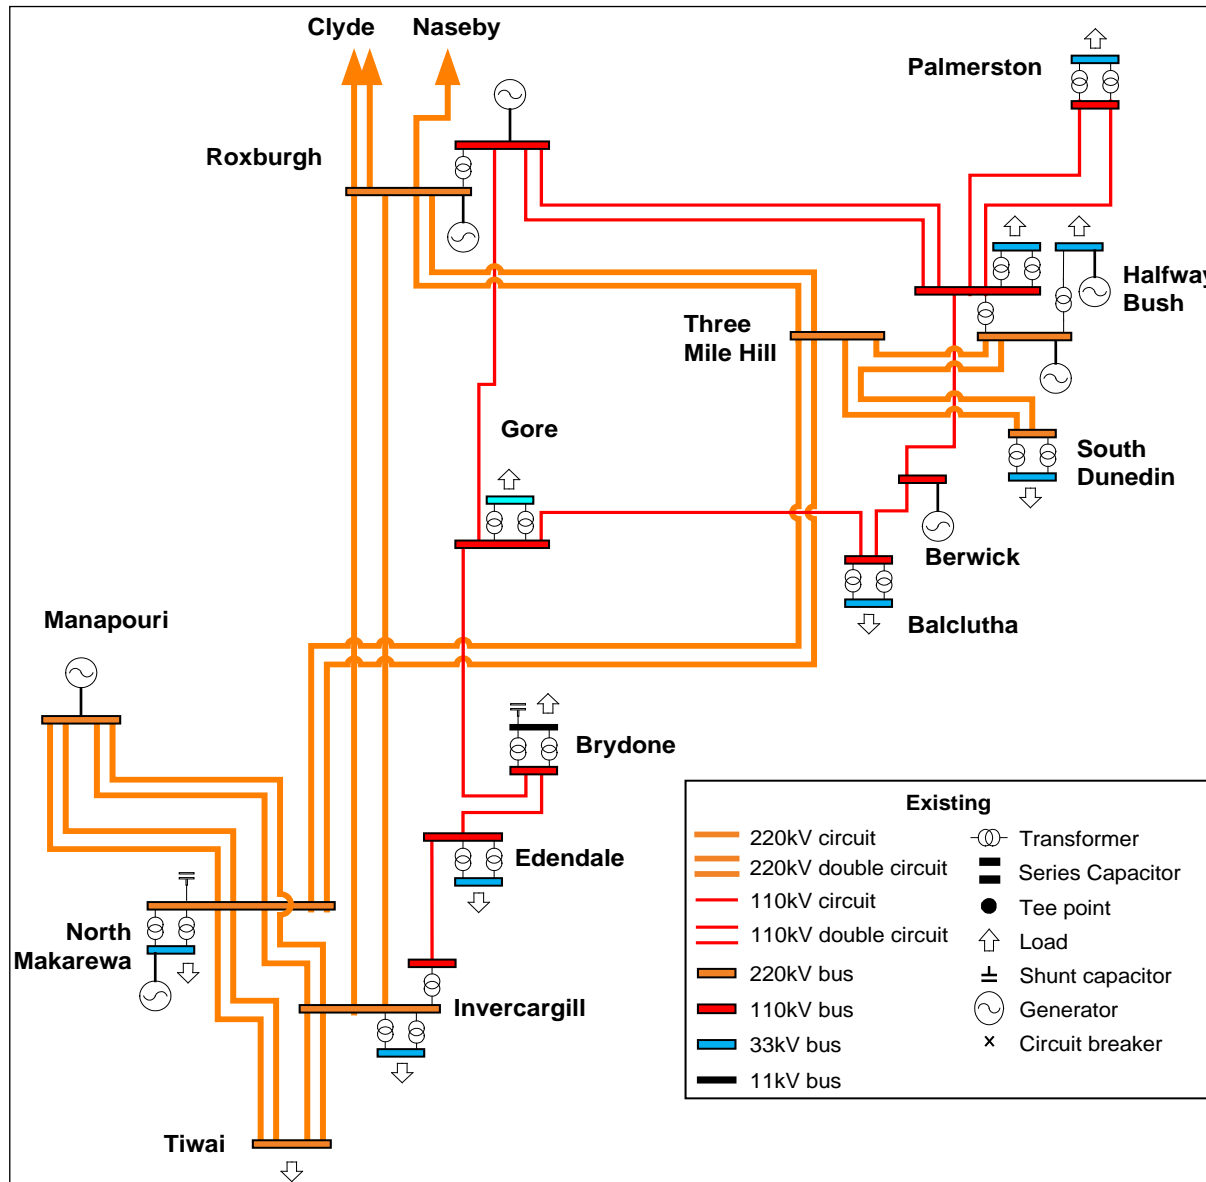 Clyde
Naseby
Palmerston
Roxburgh
Halfway
Bush
Three
Mile Hill
Gore
South
Dunedin
Berwick
Balclutha
Manapouri
Brydone
Edendale
North
Makarewa
Invercargill
Tiwai
Existing
220kV circuit
220kV double circuit
110kV circuit
110kV double circuit
220kV bus
110kV bus
33kV bus
11kV bus
Transformer
Series Capacitor
Tee point
Load
Shunt capacitor
Generator
Circuit breaker